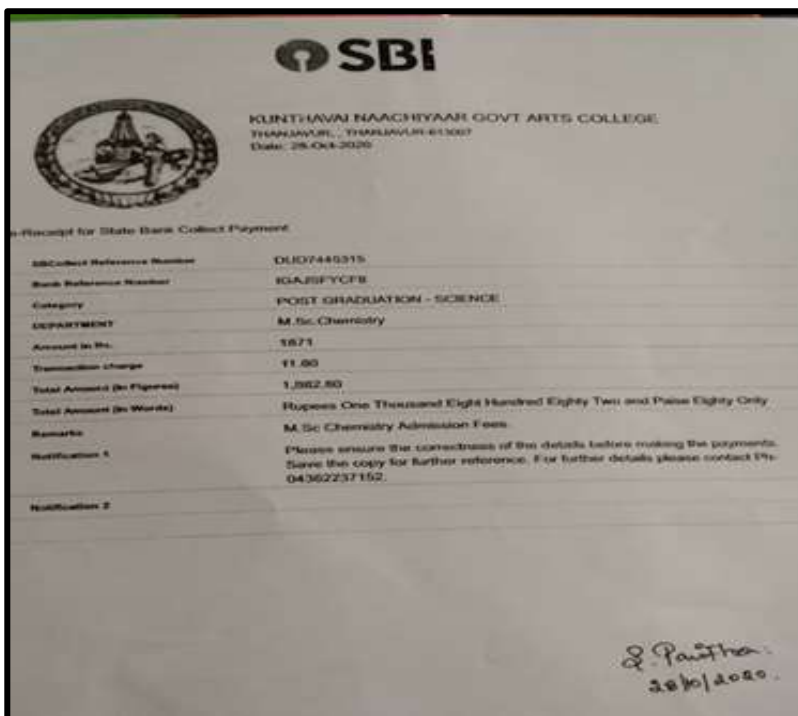 SBI
KUNTHAVAI NAACHIYAAR GOVT ARTS COLLEGE
THANJAVUR, , THANJAVUR-613007
Date: 28-Oct-2020
e-Receipt for State Bank Collect Payment
SBCollect Reference Number DUD7445315
Bank Reference Number
Category POST GRADUATION - SCIENCE
DEPARTMENT M.Sc.Chemistry
Amount in Rs. 1871
Transaction charge 11.80
Total Amount (In Figures) 1,882.80
Total Amount (In Words) Rupees One Thousand Eight Hundred Eighty Two and Paise Eighty Only
Remarks M.Sc Chemistry Admission Fees.
Notification 1 Please ensure the correctness of the details before making the payments.
Save the copy for further reference. For further details please contact Ph-
04362237152.
Notification 2
28/10/2020.